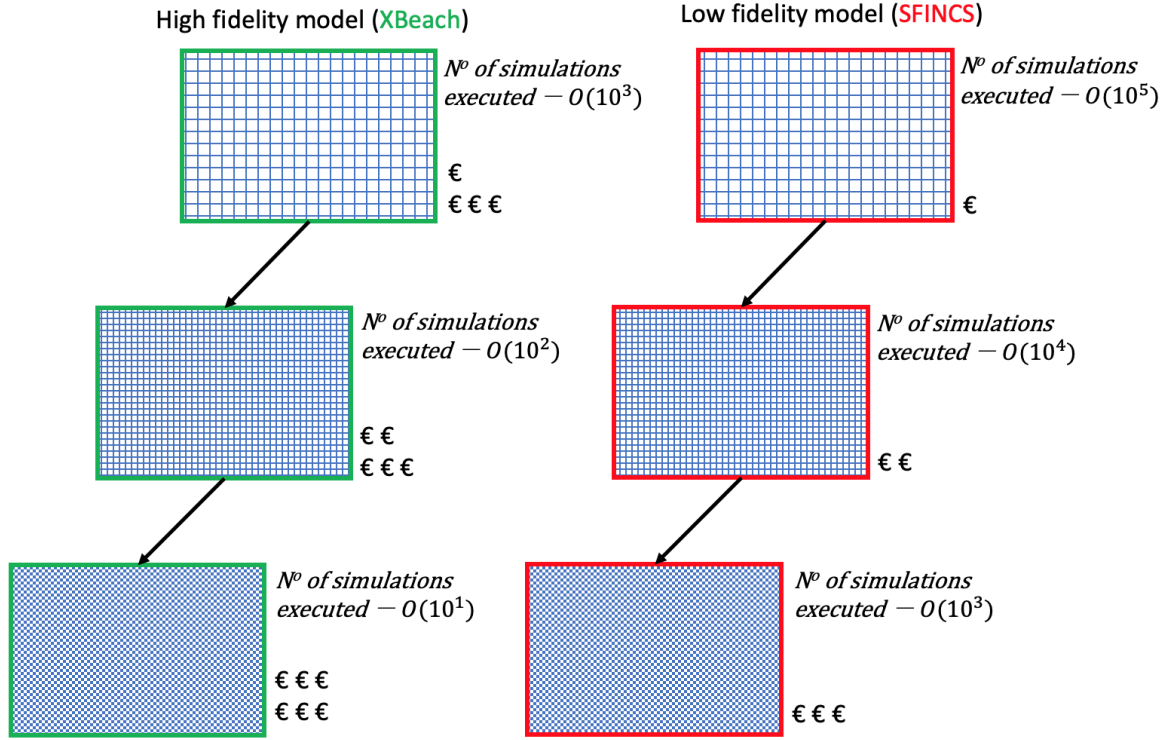 High fidelity model (XBeach)
Nº of simulations
executed − O(10³)
€
€ € €
Low fidelity model (SFINCS)
Nº of simulations
executed − O(10⁵)
€
Nº of simulations
executed − O(10²)
€ €
€ € €
Nº of simulations
executed − O(10⁴)
€ €
Nº of simulations
executed − O(10¹)
€ € €
€ € €
Nº of simulations
executed − O(10³)
€ € €